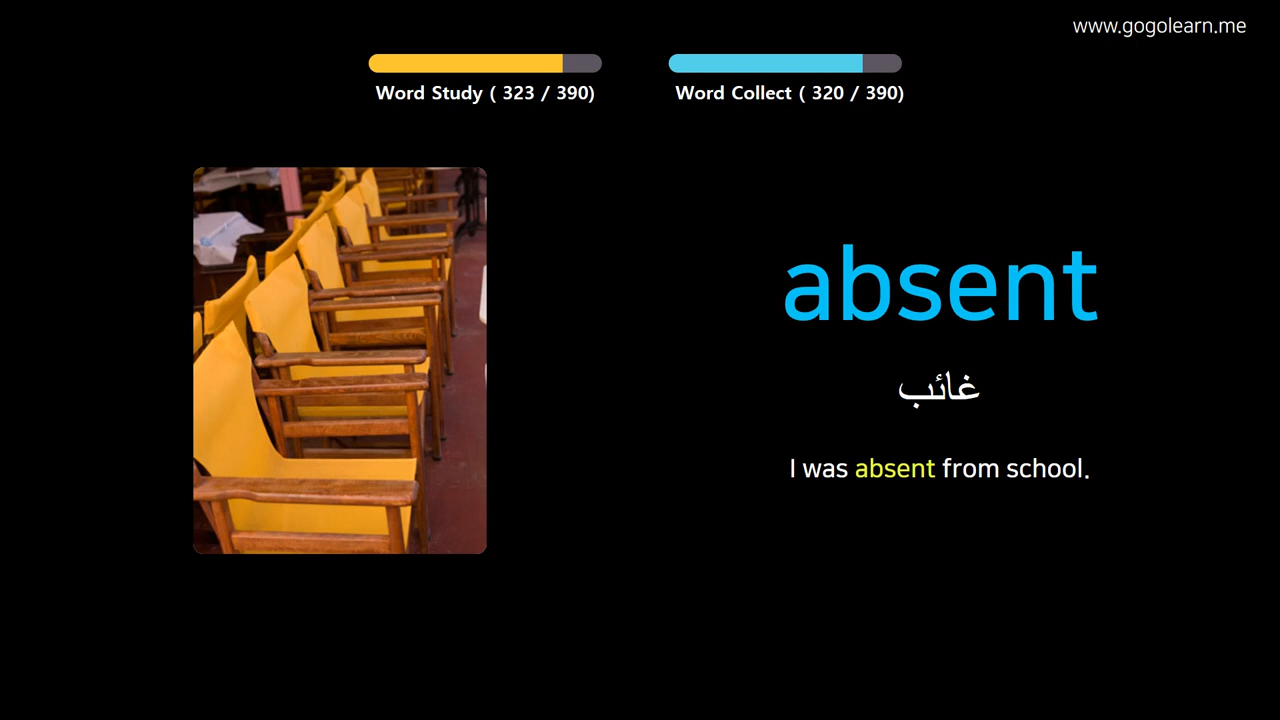 www.gogolearn.me
Word Study ( 323 / 390)
Word Collect ( 320 / 390)
absent
غائب
I was absent from school.